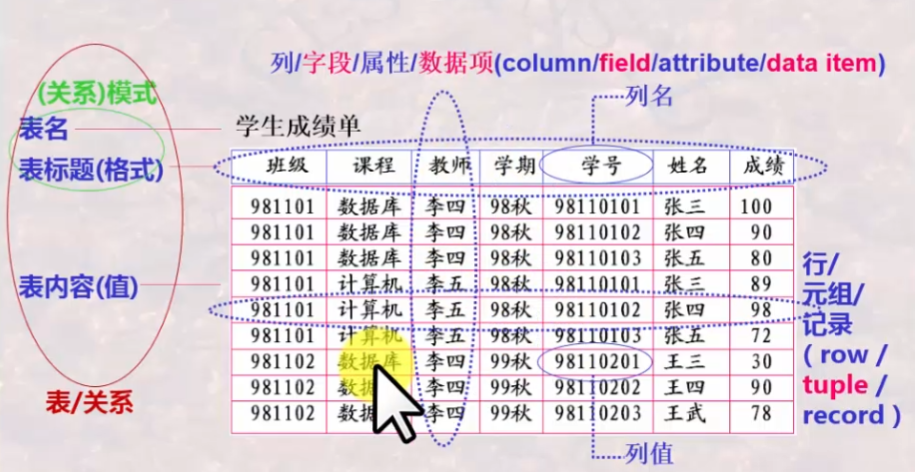 列/字段/属性/数据项(column/field/attribute/data item)
(关系)模式
列名
表名
学生成绩单
表标题(格式)
班级 课程 教师 学期 学号 姓名 成绩
981101 数据库 李四 98秋 98110101 张三 100
981101 数据库 李四 98秋 98110102 张四 90
981101 数据库 李四 98秋 98110103 张五 80
981101 计算机 李五 98秋 98110101 张三 89
981101 计算机 李五 98秋 98110102 张四 98
981101 计算机 李五 98秋 98110103 张五 72
981102 数据库 李四 99秋 98110201 王三 30
981102 数据 李四 99秋 98110202 王四 90
981102 数 李四 99秋 98110203 王武 78
表内容(值)
行/
元组/
记录
( row /
tuple /
record )
表/关系
列值